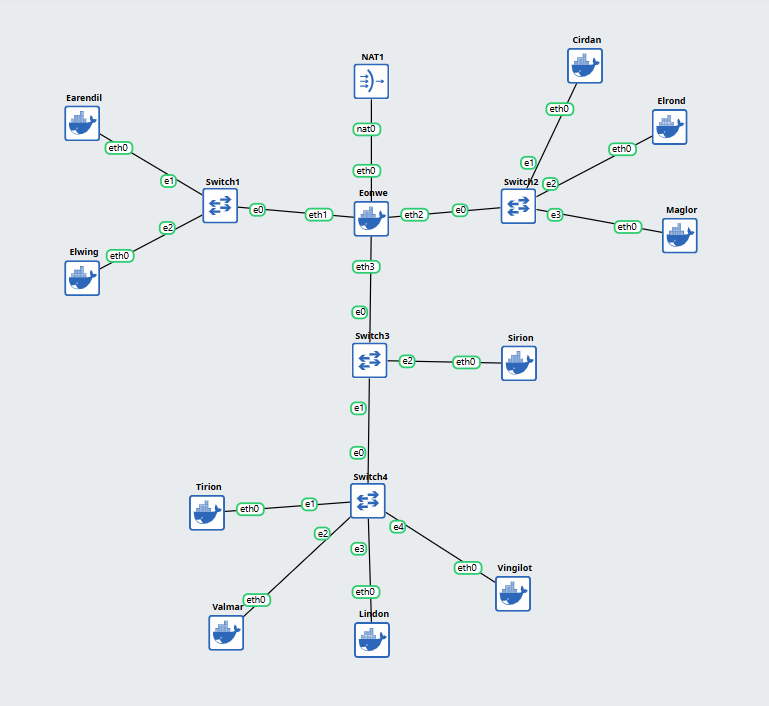 Cirdan
NAT1
Earendil
Elrond
eth0
nat0
eth0
eth0
e1
eth0
e1
Switch1
Switch2
e2
Eonwe
e0
eth1
eth2
e0
e3
Maglor
e2
eth0
Elwing
eth0
eth3
e0
Switch3
Sirion
e2
eth0
e1
e0
Switch4
Tirion
eth0
e1
e2
e3
e4
eth0
Vingilot
eth0
Valmar
eth0
Lindon